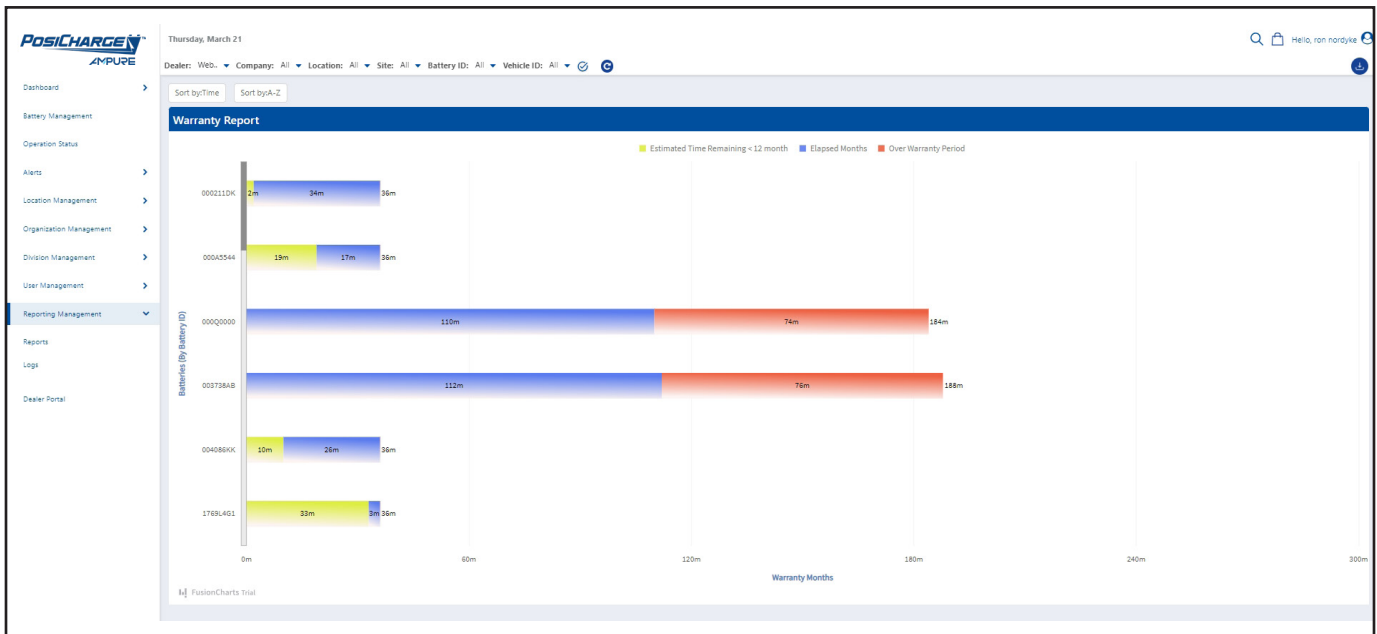 POSICHARGE™
AMPURE
Thursday, March 21
Hello, ron nordyke
Dealer: Web.. Company: All Location: All Site: All Battery ID: All Vehicle ID: All
Dashboard
Battery Management
Operation Status
Alerts
Location Management
Organization Management
Division Management
User Management
Reporting Management
Reports
Logs
Dealer Portal
Sort by:Time Sort by:A-Z
Warranty Report
Estimated Time Remaining < 12 month Elapsed Months Over Warranty Period
Batteries (By Battery ID)
000211DK 2m 34m 36m
000A5544 19m 17m 36m
000Q0000 110m 74m 184m
003738AB 112m 76m 188m
004086KK 10m 26m 36m
1769L4G1 33m 3m 36m
0m 60m 120m 180m 240m 300m
Warranty Months
FusionCharts Trial